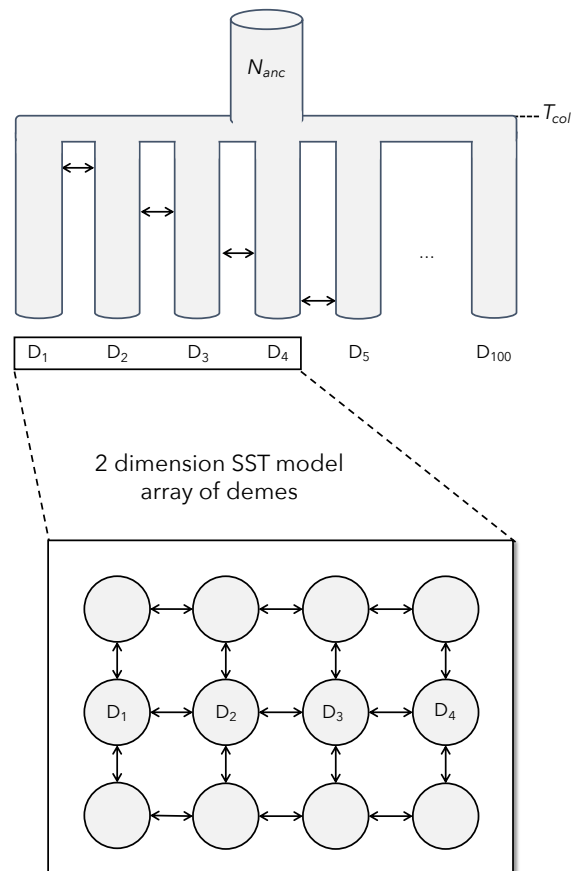 N_anc
T_col
...
D_1 D_2 D_3 D_4 D_5 D_100
2 dimension SST model
array of demes
D_1 D_2 D_3 D_4